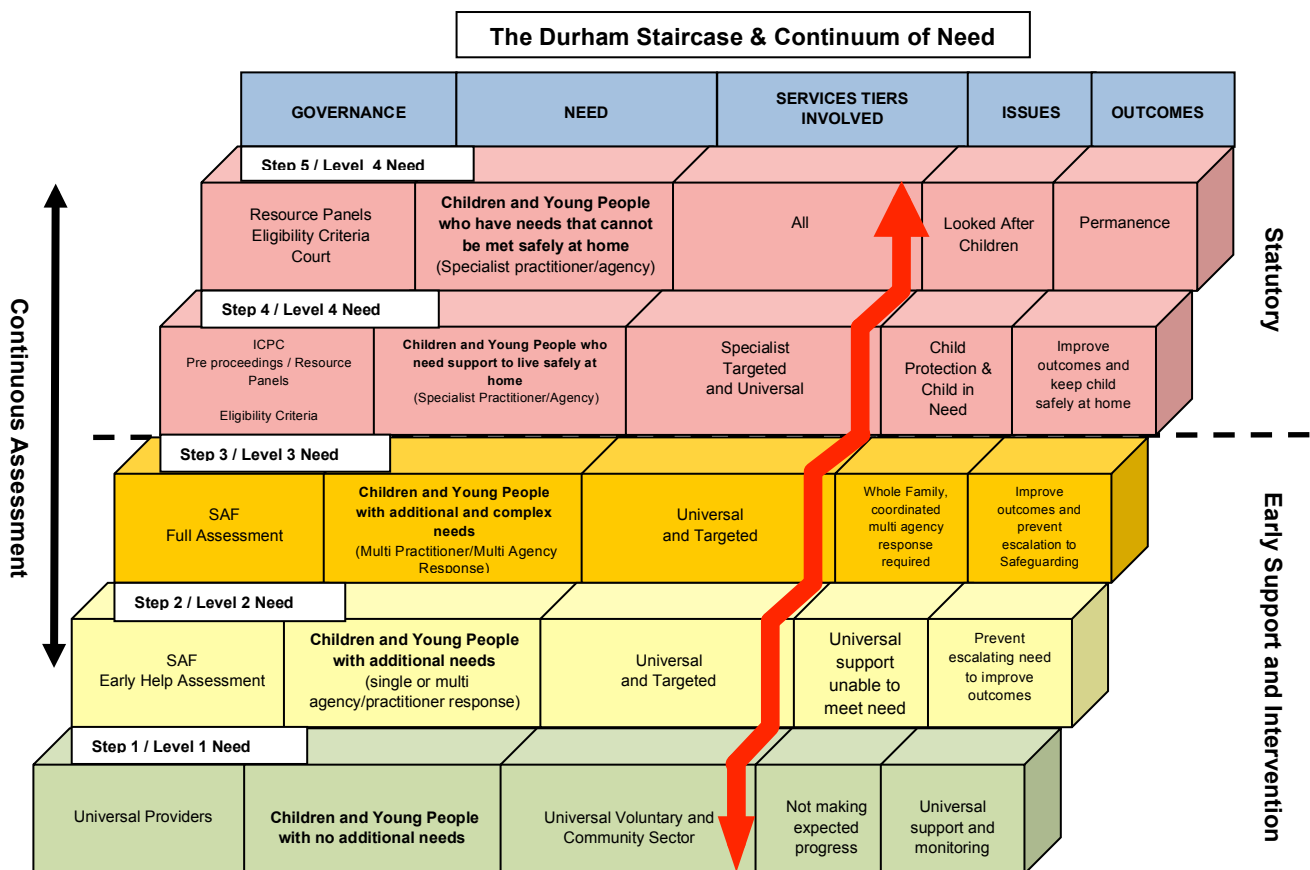 The Durham Staircase & Continuum of Need
GOVERNANCE
NEED
SERVICES TIERS
INVOLVED
ISSUES
OUTCOMES
Step 5 / Level 4 Need
Resource Panels
Eligibility Criteria
Court
Children and Young People
who have needs that cannot
be met safely at home
(Specialist practitioner/agency)
All
Looked After
Children
Permanence
Step 4 / Level 4 Need
ICPC
Pre proceedings / Resource
Panels
Eligibility Criteria
Children and Young People who
need support to live safely at
home
(Specialist Practitioner/Agency)
Specialist
Targeted
and Universal
Child
Protection &
Child in
Need
Improve
outcomes and
keep child
safely at home
Step 3 / Level 3 Need
SAF
Full Assessment
Children and Young People
with additional and complex
needs
(Multi Practitioner/Multi Agency
Response)
Universal
and Targeted
Whole Family,
coordinated
multi agency
response
required
Improve
outcomes and
prevent
escalation to
Safeguarding
Step 2 / Level 2 Need
SAF
Early Help Assessment
Children and Young People
with additional needs
(single or multi
agency/practitioner response)
Universal
and Targeted
Universal
support
unable to
meet need
Prevent
escalating need
to improve
outcomes
Step 1 / Level 1 Need
Universal Providers
Children and Young People
with no additional needs
Universal Voluntary and
Community Sector
Not making
expected
progress
Universal
support and
monitoring
Continuous Assessment
Statutory
Early Support and Intervention